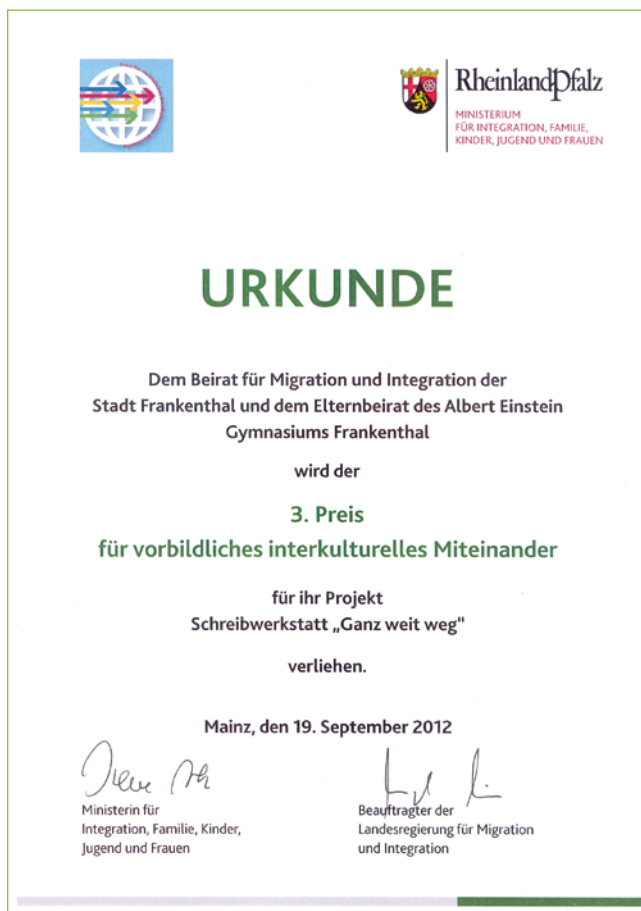 RheinlandPfalz
MINISTERIUM
FÜR INTEGRATION, FAMILIE,
KINDER, JUGEND UND FRAUEN
URKUNDE
Dem Beirat für Migration und Integration der
Stadt Frankenthal und dem Elternbeirat des Albert Einstein
Gymnasiums Frankenthal
wird der
3. Preis
für vorbildliches interkulturelles Miteinander
für ihr Projekt
Schreibwerkstatt „Ganz weit weg“
verliehen.
Mainz, den 19. September 2012
Ministerin für
Integration, Familie, Kinder,
Jugend und Frauen
Beauftragter der
Landesregierung für Migration
und Integration